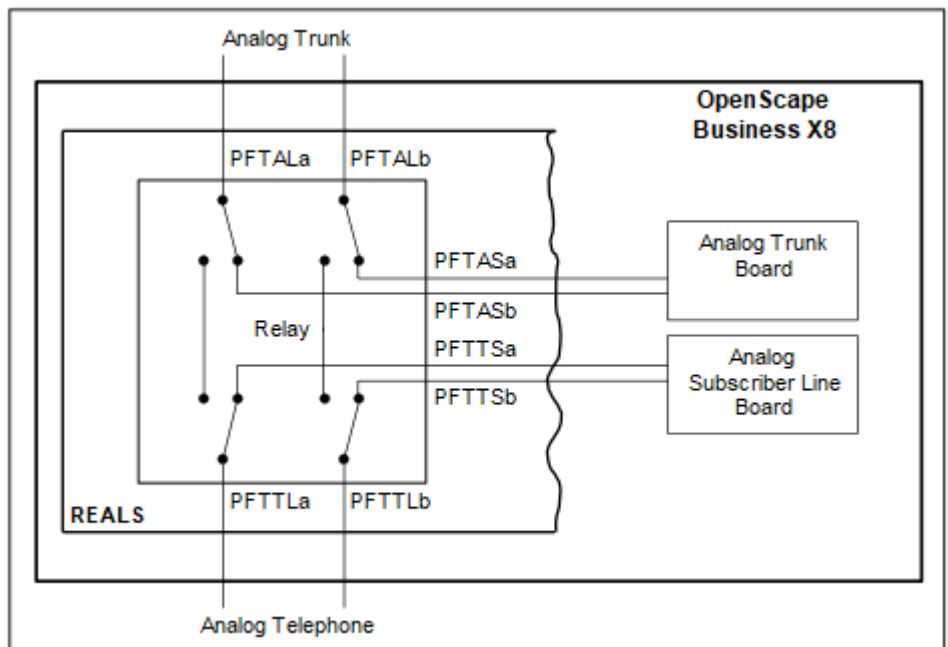 Analog Trunk
OpenScape
Business X8
PFTALa
PFTALb
Analog Trunk
Board
PFTASa
PFTASb
Relay
PFTTSa
PFTTSb
Analog
Subscriber Line
Board
PFTTLa
PFTTLb
REALS
Analog Telephone